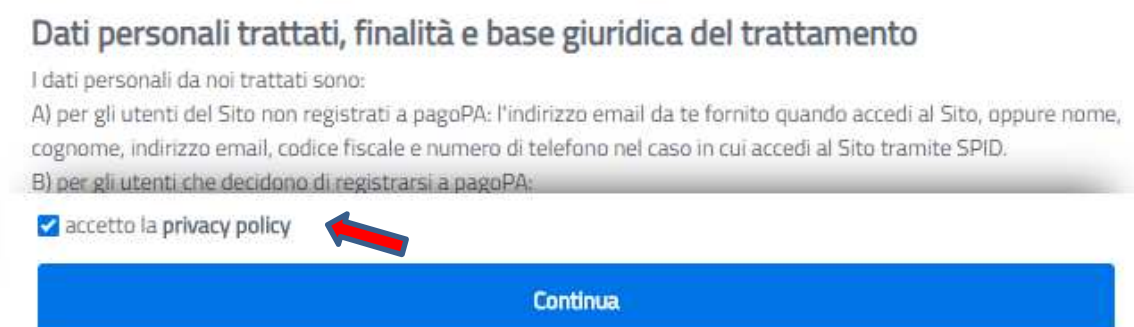 Dati personali trattati, finalità e base giuridica del trattamento
I dati personali da noi trattati sono:
A) per gli utenti del Sito non registrati a pagoPA: l'indirizzo email da te fornito quando accedi al Sito, oppure nome,
cognome, indirizzo email, codice fiscale e numero di telefono nel caso in cui accedi al Sito tramite SPID.
B) per gli utenti che decidono di registrarsi a pagoPA:
accetto la privacy policy
Continua